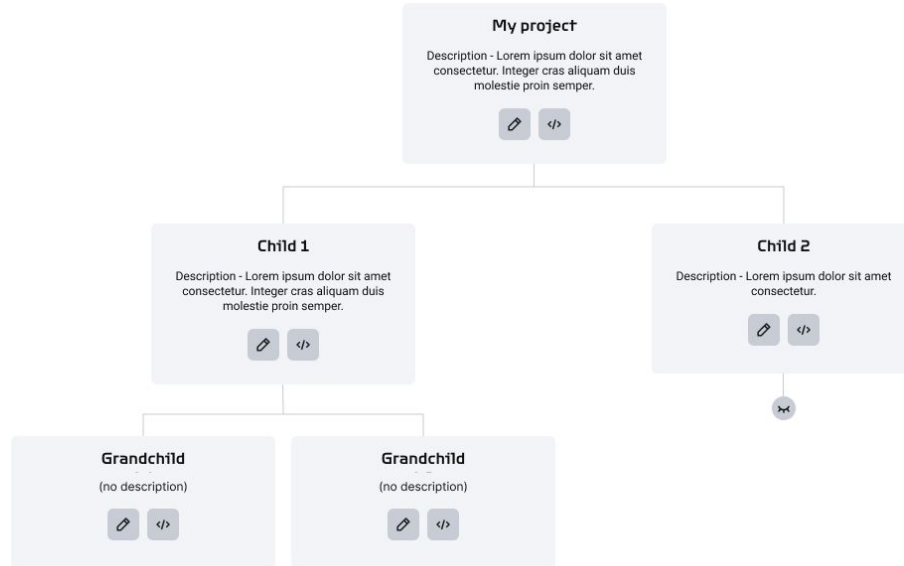 My project
Description - Lorem ipsum dolor sit amet
consectetur. Integer cras aliquam duis
molestie proin semper.
</>
Child 1
Description - Lorem ipsum dolor sit amet
consectetur. Integer cras aliquam duis
molestie proin semper.
</>
Child 2
Description - Lorem ipsum dolor sit amet
consectetur.
</>
Grandchild
(no description)
</>
Grandchild
(no description)
</>